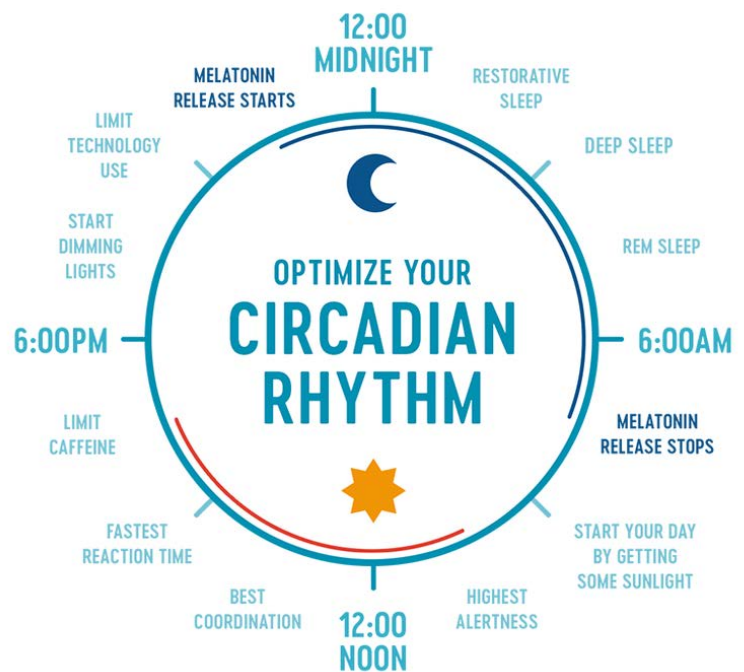 12:00
MIDNIGHT
RESTORATIVE
SLEEP
DEEP SLEEP
REM SLEEP
6:00AM
MELATONIN
RELEASE STOPS
START YOUR DAY
BY GETTING
SOME SUNLIGHT
HIGHEST
ALERTNESS
12:00
NOON
BEST
COORDINATION
FASTEST
REACTION TIME
LIMIT
CAFFEINE
6:00PM
START
DIMMING
LIGHTS
LIMIT
TECHNOLOGY
USE
MELATONIN
RELEASE STARTS
OPTIMIZE YOUR
CIRCADIAN
RHYTHM